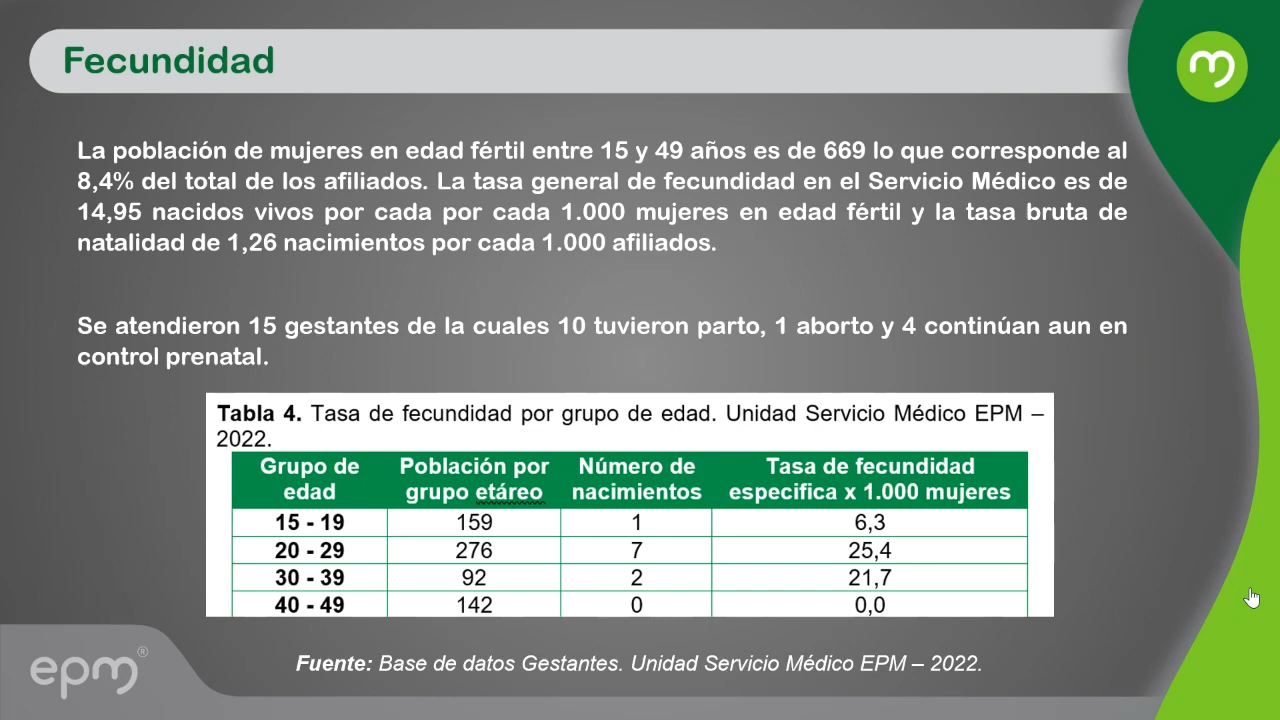 Fecundidad
La población de mujeres en edad fértil entre 15 y 49 años es de 669 lo que corresponde al
8,4% del total de los afiliados. La tasa general de fecundidad en el Servicio Médico es de
14,95 nacidos vivos por cada por cada 1.000 mujeres en edad fértil y la tasa bruta de
natalidad de 1,26 nacimientos por cada 1.000 afiliados.
Se atendieron 15 gestantes de la cuales 10 tuvieron parto, 1 aborto y 4 continúan aun en
control prenatal.
Tabla 4. Tasa de fecundidad por grupo de edad. Unidad Servicio Médico EPM –
2022.
Grupo de edad Población por grupo etáreo Número de nacimientos Tasa de fecundidad especifica x 1.000 mujeres
15 - 19 159 1 6,3
20 - 29 276 7 25,4
30 - 39 92 2 21,7
40 - 49 142 0 0,0
Fuente: Base de datos Gestantes. Unidad Servicio Médico EPM – 2022.
epm®